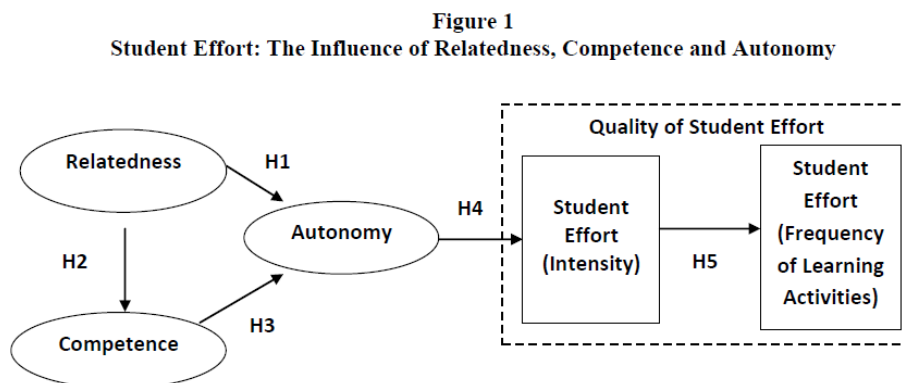 Figure 1
Student Effort: The Influence of Relatedness, Competence and Autonomy
Quality of Student Effort
Relatedness
H1
Autonomy
H2
H3
Competence
H4
Student
Effort
(Intensity)
H5
Student
Effort
(Frequency
of Learning
Activities)